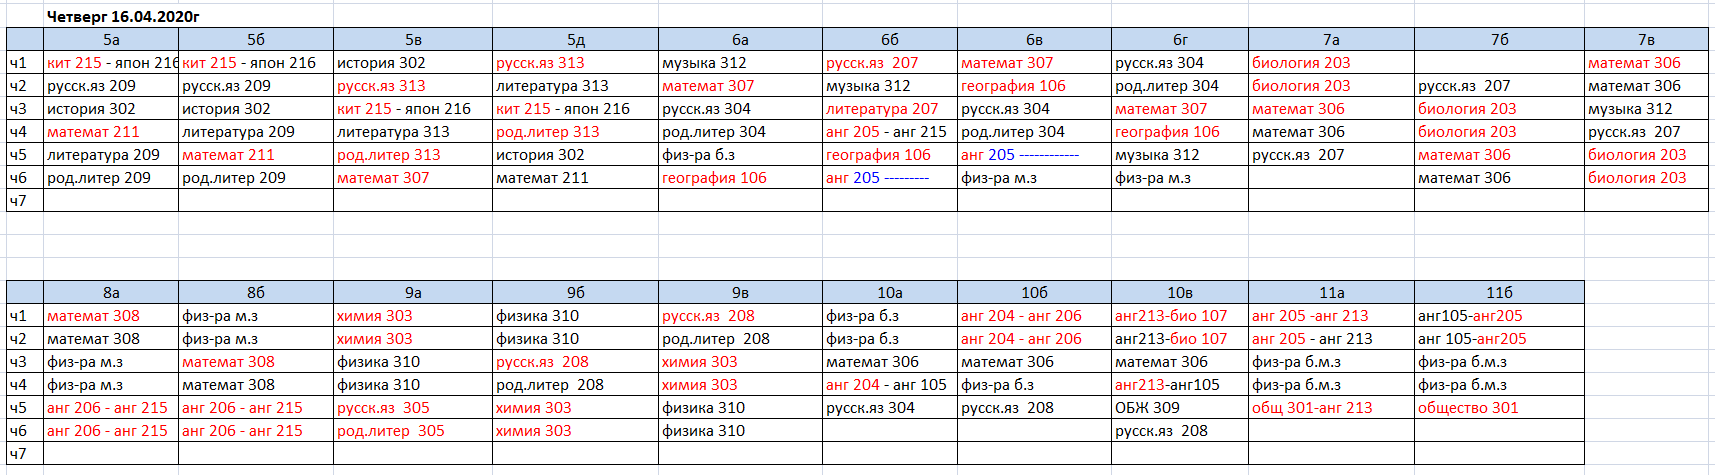 Четверг 16.04.2020г
5а 5б 5в 5д 6а 6б 6в 6г 7а 7б 7в
ч1 кит 215 - япон 216 кит 215 - япон 216 история 302 русск.яз 313 музыка 312 русск.яз 207 математ 307 русск.яз 304 биология 203 математ 306
ч2 русск.яз 209 русск.яз 209 русск.яз 313 литература 313 математ 307 музыка 312 география 106 род.литер 304 биология 203 русск.яз 207 математ 306
ч3 история 302 история 302 кит 215 - япон 216 кит 215 - япон 216 русск.яз 304 литература 207 русск.яз 304 математ 307 математ 306 биология 203 музыка 312
ч4 математ 211 литература 209 литература 313 род.литер 313 род.литер 304 анг 205 - анг 215 род.литер 304 география 106 математ 306 биология 203 русск.яз 207
ч5 литература 209 математ 211 род.литер 313 история 302 физ-ра б.з география 106 анг 205 ------------ музыка 312 русск.яз 207 математ 306 биология 203
ч6 род.литер 209 род.литер 209 математ 307 математ 211 география 106 анг 205 --------- физ-ра м.з физ-ра м.з математ 306 биология 203
ч7
8а 8б 9а 9б 9в 10а 10б 10в 11а 11б
ч1 математ 308 физ-ра м.з химия 303 физика 310 русск.яз 208 физ-ра б.з анг 204 - анг 206 анг213-био 107 анг 205 -анг 213 анг105-анг205
ч2 математ 308 физ-ра м.з химия 303 физика 310 род.литер 208 физ-ра б.з анг 204 - анг 206 анг213-био 107 анг 205 - анг 213 анг 105-анг205
ч3 физ-ра м.з математ 308 физика 310 русск.яз 208 химия 303 математ 306 математ 306 математ 306 физ-ра б.м.з физ-ра б.м.з
ч4 физ-ра м.з математ 308 физика 310 род.литер 208 химия 303 анг 204 - анг 105 физ-ра б.з анг213-анг105 физ-ра б.м.з физ-ра б.м.з
ч5 анг 206 - анг 215 анг 206 - анг 215 русск.яз 305 химия 303 физика 310 русск.яз 304 русск.яз 208 ОБЖ 309 общ 301-анг 213 общество 301
ч6 анг 206 - анг 215 анг 206 - анг 215 род.литер 305 химия 303 физика 310 русск.яз 208
ч7